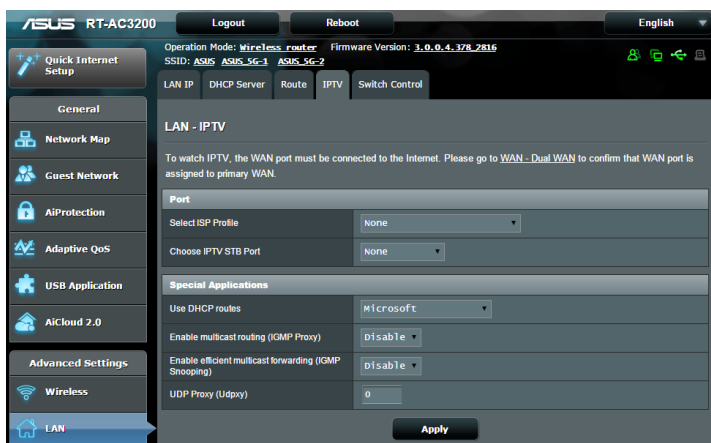 ASUS RT-AC3200 Logout Reboot English
Operation Mode: Wireless router Firmware Version: 3.0.0.4.378_2816
SSID: ASUS ASUS_5G-1 ASUS_5G-2
Quick Internet
Setup
LAN IP DHCP Server Route IPTV Switch Control
General
Network Map
Guest Network
AiProtection
Adaptive QoS
USB Application
AiCloud 2.0
Advanced Settings
Wireless
LAN
LAN - IPTV
To watch IPTV, the WAN port must be connected to the Internet. Please go to WAN - Dual WAN to confirm that WAN port is
assigned to primary WAN.
Port
Select ISP Profile None
Choose IPTV STB Port None
Special Applications
Use DHCP routes Microsoft
Enable multicast routing (IGMP Proxy) Disable
Enable efficient multicast forwarding (IGMP
Snooping) Disable
UDP Proxy (Udpxy) 0
Apply